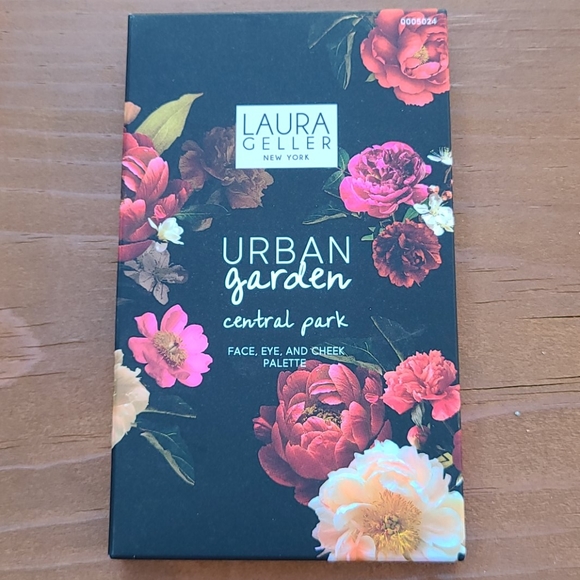 0005024
LAURA
GELLER
NEW YORK
URBAN
garden
central park
FACE, EYE, AND CHEEK
PALETTE